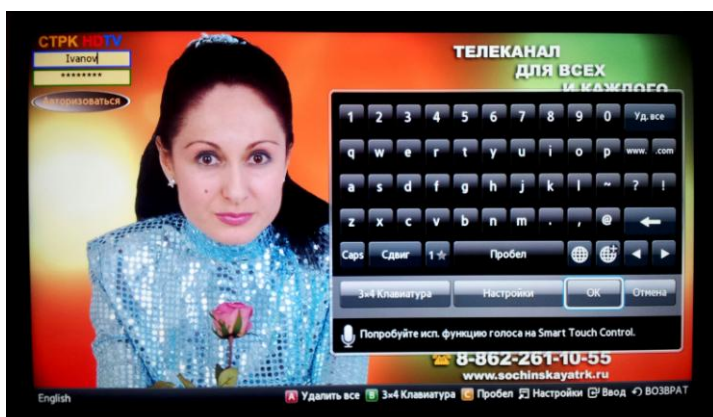 СТРК HDTV
Ivanov
********
Авторизоваться
ТЕЛЕКАНАЛ
ДЛЯ ВСЕХ
И КАЖДОГО
1 2 3 4 5 6 7 8 9 0 Уд. все
q w e r t y u i o p www. .com
a s d f g h j k l ~ ? !
z x c v b n m . , @ ←
Caps Сдвиг 1★ Пробел ◀ ▶
3×4 Клавиатура Настройки OK Отмена
Попробуйте исп. функцию голоса на Smart Touch Control.
☎ 8-862-261-10-55
www.sochinskayatrk.ru
English A Удалить все B 3×4 Клавиатура C Пробел Настройки Ввод ВОЗВРАТ